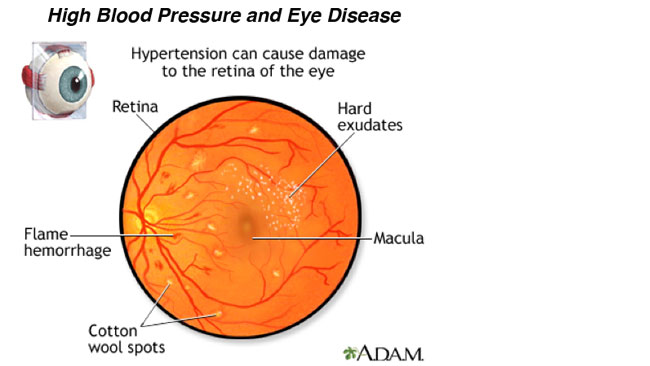 High Blood Pressure and Eye Disease
Hypertension can cause damage
to the retina of the eye
Retina
Hard
exudates
Flame
hemorrhage
Macula
Cotton
wool spots
A.D.A.M.